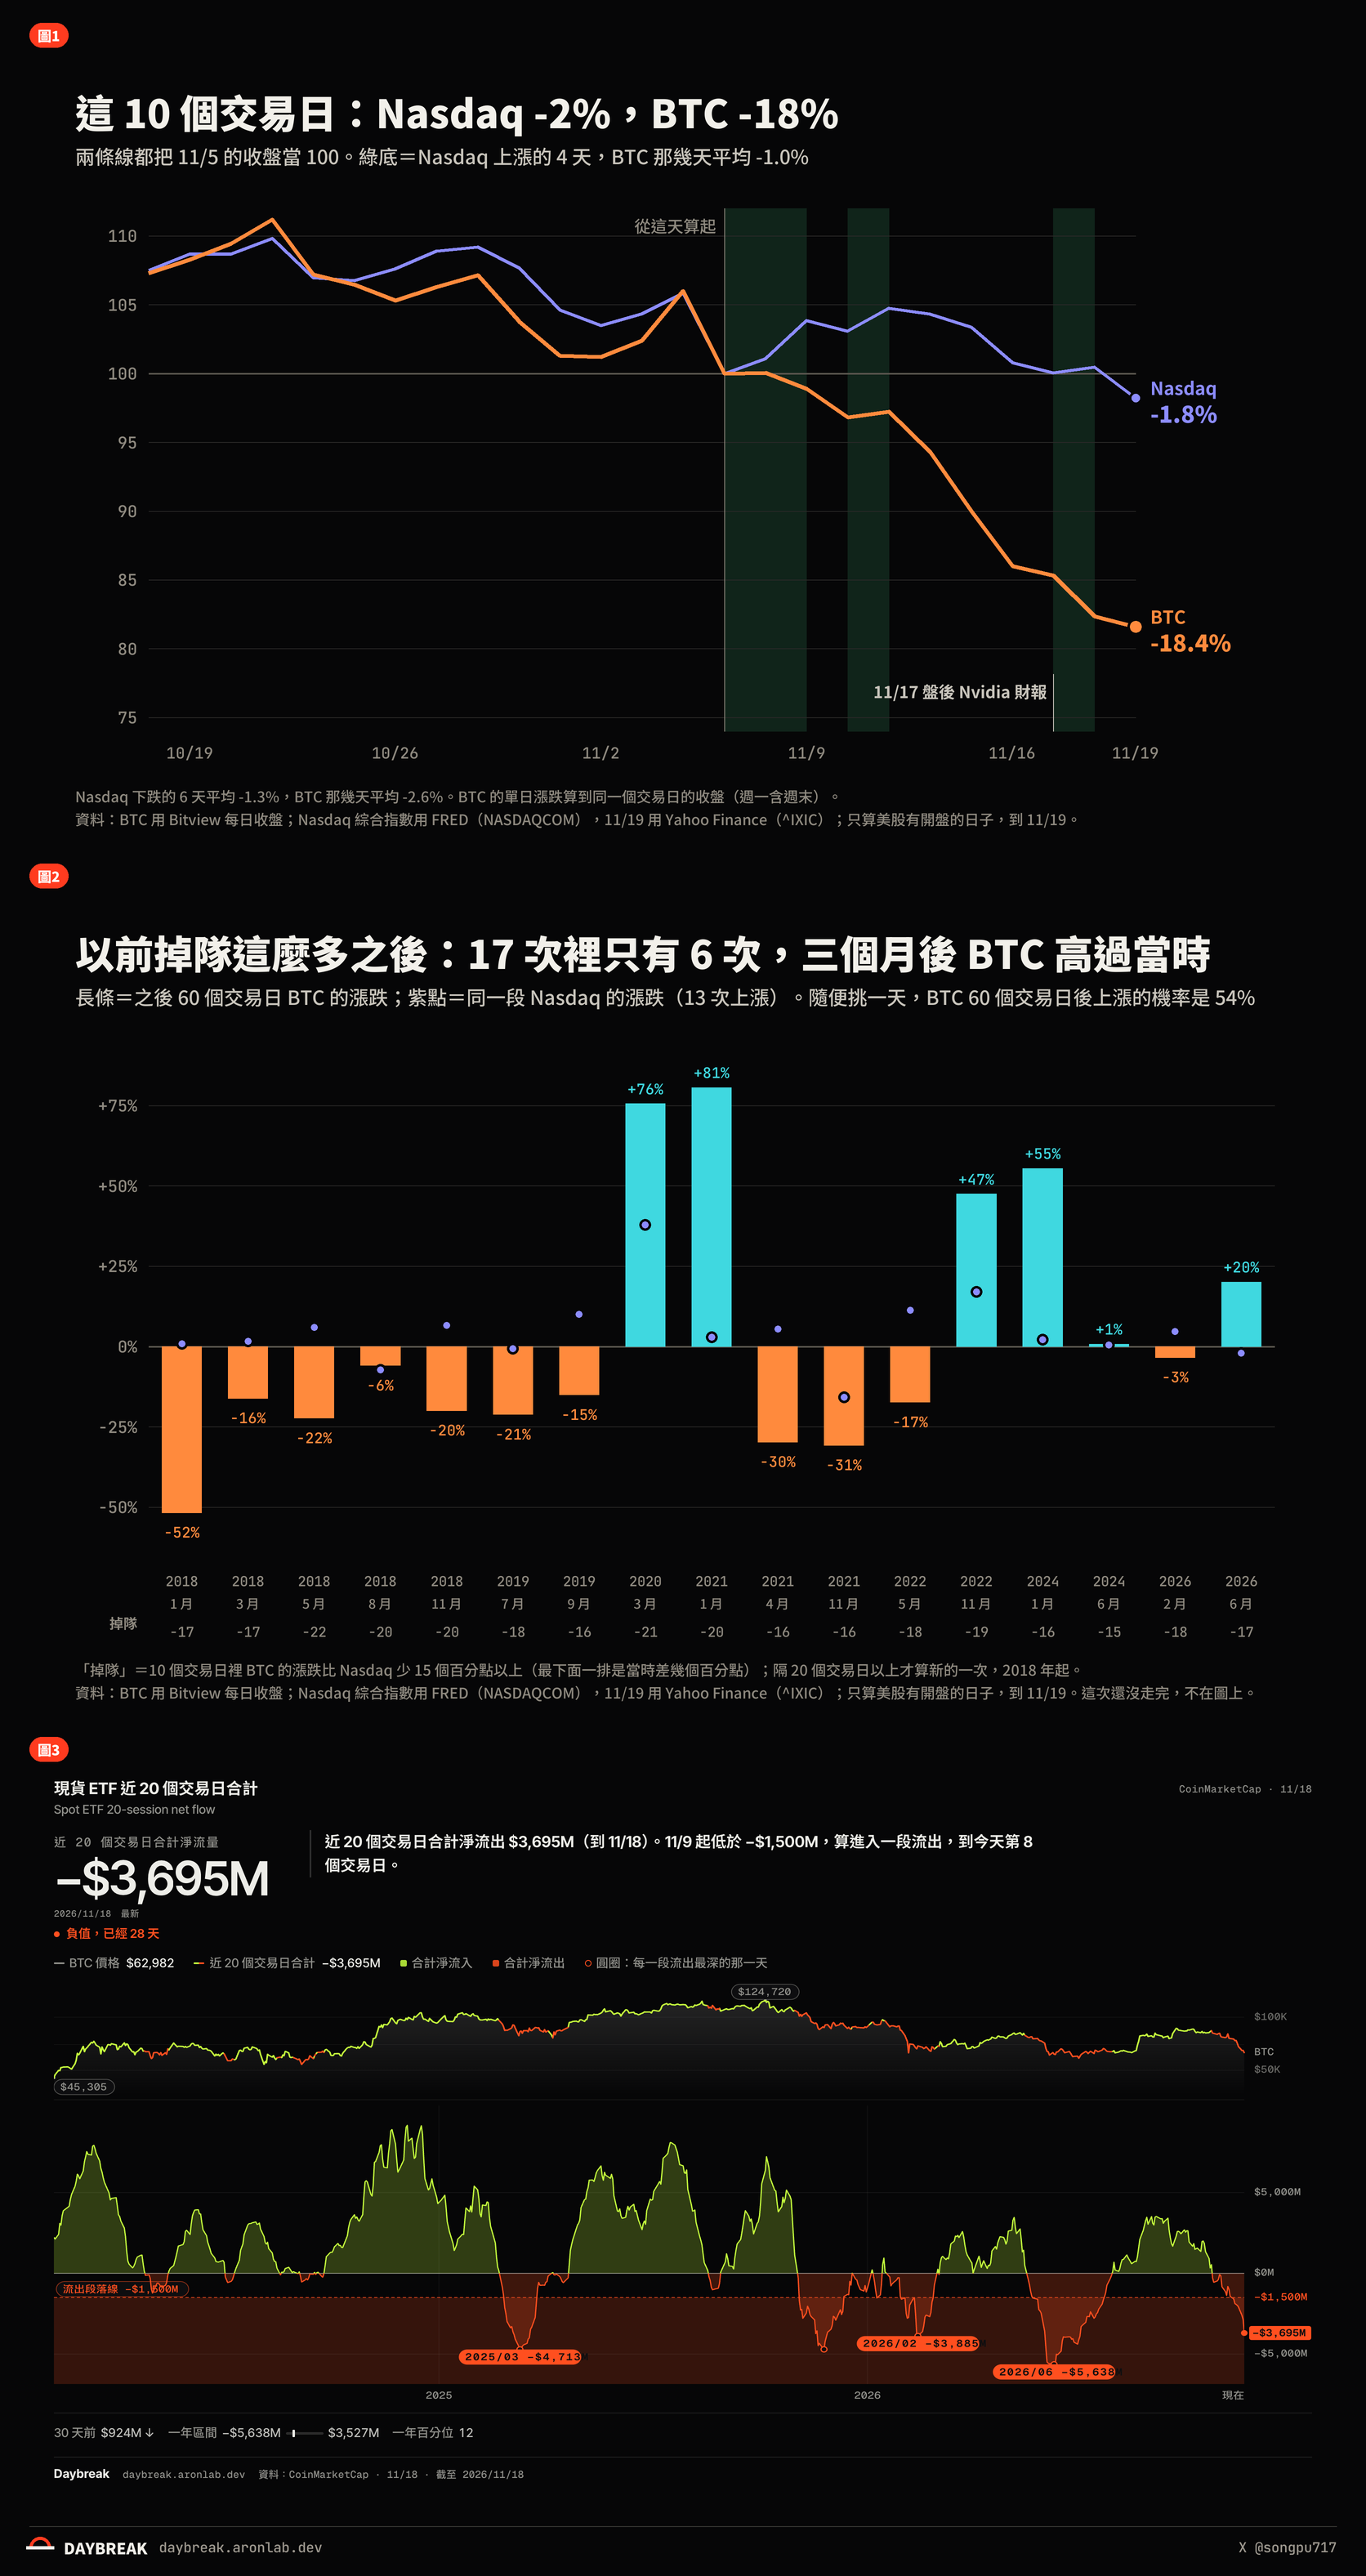 圖1
這 10 個交易日：Nasdaq -2%，BTC -18%
兩條線都把 11/5 的收盤當 100。綠底＝Nasdaq 上漲的 4 天，BTC 那幾天平均 -1.0%
從這天算起
110
105
100
95
90
85
80
75
Nasdaq
-1.8%
BTC
-18.4%
11/17 盤後 Nvidia 財報
10/19 10/26 11/2 11/9 11/16 11/19
Nasdaq 下跌的 6 天平均 -1.3%，BTC 那幾天平均 -2.6%。BTC 的單日漲跌算到同一個交易日的收盤（週一含週末）。
資料：BTC 用 Bitview 每日收盤；Nasdaq 綜合指數用 FRED（NASDAQCOM），11/19 用 Yahoo Finance（^IXIC）；只算美股有開盤的日子，到 11/19。
圖2
以前掉隊這麼多之後：17 次裡只有 6 次，三個月後 BTC 高過當時
長條＝之後 60 個交易日 BTC 的漲跌；紫點＝同一段 Nasdaq 的漲跌（13 次上漲）。隨便挑一天，BTC 60 個交易日後上漲的機率是 54%
+75%
+50%
+25%
0%
-25%
-50%
-52% -16% -22% -6% -20% -21% -15% +76% +81% -30% -31% -17% +47% +55% +1% -3% +20%
2018 2018 2018 2018 2018 2019 2019 2020 2021 2021 2021 2022 2022 2024 2024 2026 2026
1月 3月 5月 8月 11月 7月 9月 3月 1月 4月 11月 5月 11月 1月 6月 2月 6月
掉隊 -17 -17 -22 -20 -20 -18 -16 -21 -20 -16 -16 -18 -19 -16 -15 -18 -17
「掉隊」＝10 個交易日裡 BTC 的漲跌比 Nasdaq 少 15 個百分點以上（最下面一排是當時差幾個百分點）；隔 20 個交易日以上才算新的一次，2018 年起。
資料：BTC 用 Bitview 每日收盤；Nasdaq 綜合指數用 FRED（NASDAQCOM），11/19 用 Yahoo Finance（^IXIC）；只算美股有開盤的日子，到 11/19。這次還沒走完，不在圖上。
圖3
現貨 ETF 近 20 個交易日合計
CoinMarketCap · 11/18
Spot ETF 20-session net flow
近 20 個交易日合計淨流量
−$3,695M
2026/11/18 最新
負值，已經 28 天
近 20 個交易日合計淨流出 $3,695M（到 11/18）。11/9 起低於 −$1,500M，算進入一段流出，到今天第 8
個交易日。
BTC 價格 $62,982 近 20 個交易日合計 −$3,695M 合計淨流入 合計淨流出 圓圈：每一段流出最深的那一天
$124,720
$100K
BTC
$50K
$45,305
$5,000M
$0M
流出段落線 −$1,500M
−$1,500M
−$3,695M
−$5,000M
2025/03 −$4,713M
2026/02 −$3,885M
2026/06 −$5,638M
2025 2026 現在
30 天前 $924M ↓ 一年區間 −$5,638M $3,527M 一年百分位 12
Daybreak daybreak.aronlab.dev 資料：CoinMarketCap · 11/18 · 截至 2026/11/18
DAYBREAK daybreak.aronlab.dev
X @songpu717